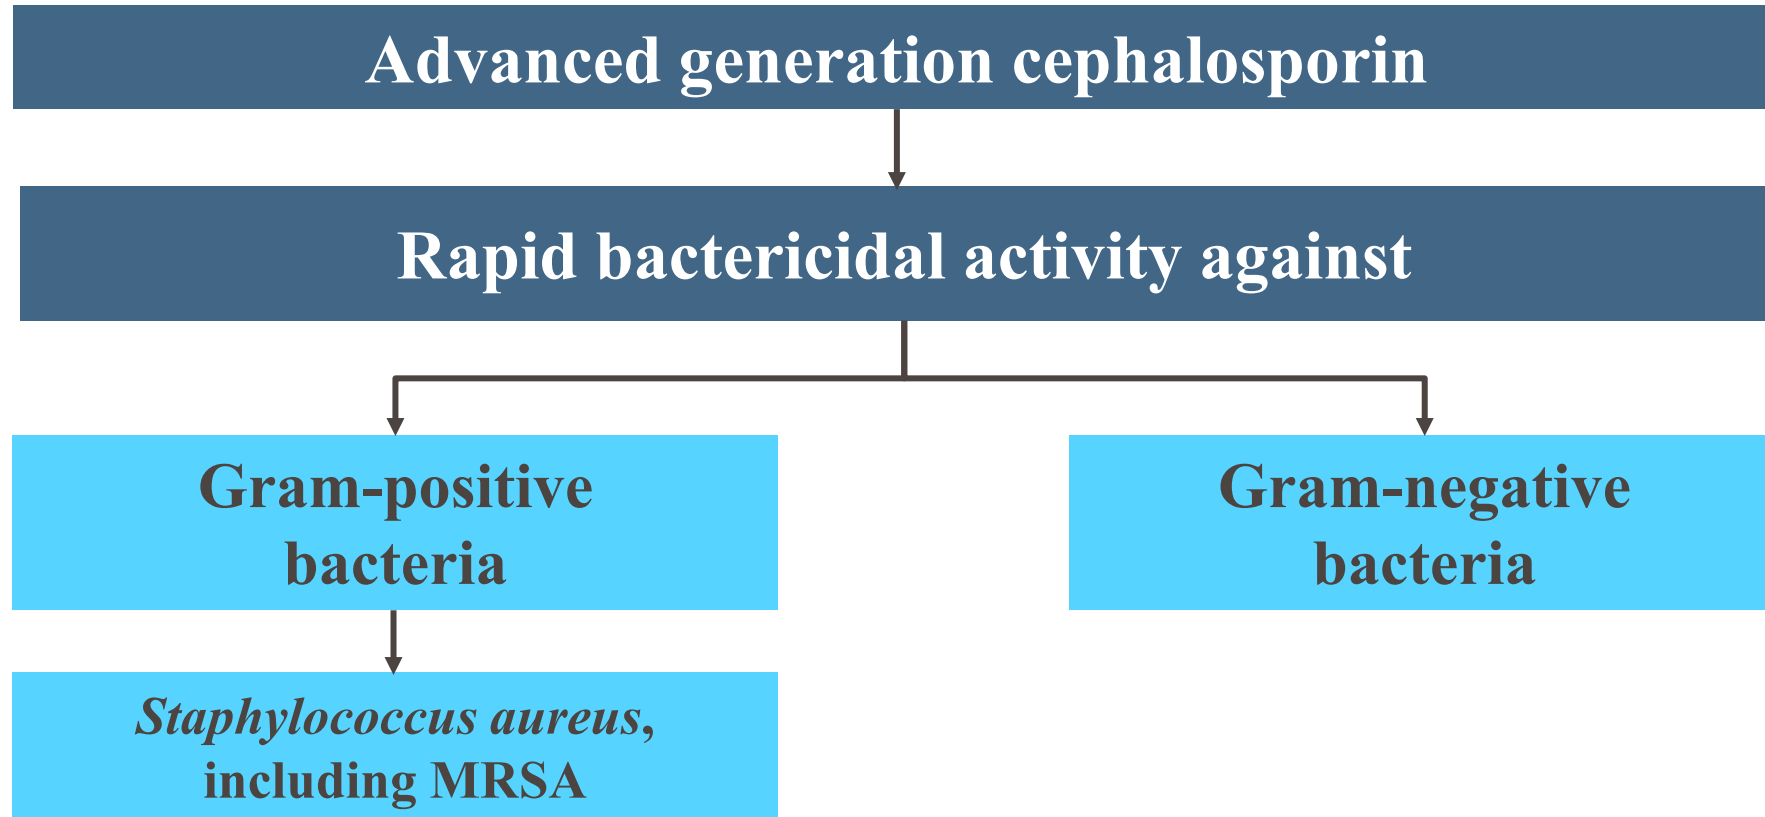 Advanced generation cephalosporin
Rapid bactericidal activity against
Gram-positive
bacteria
Gram-negative
bacteria
Staphylococcus aureus,
including MRSA